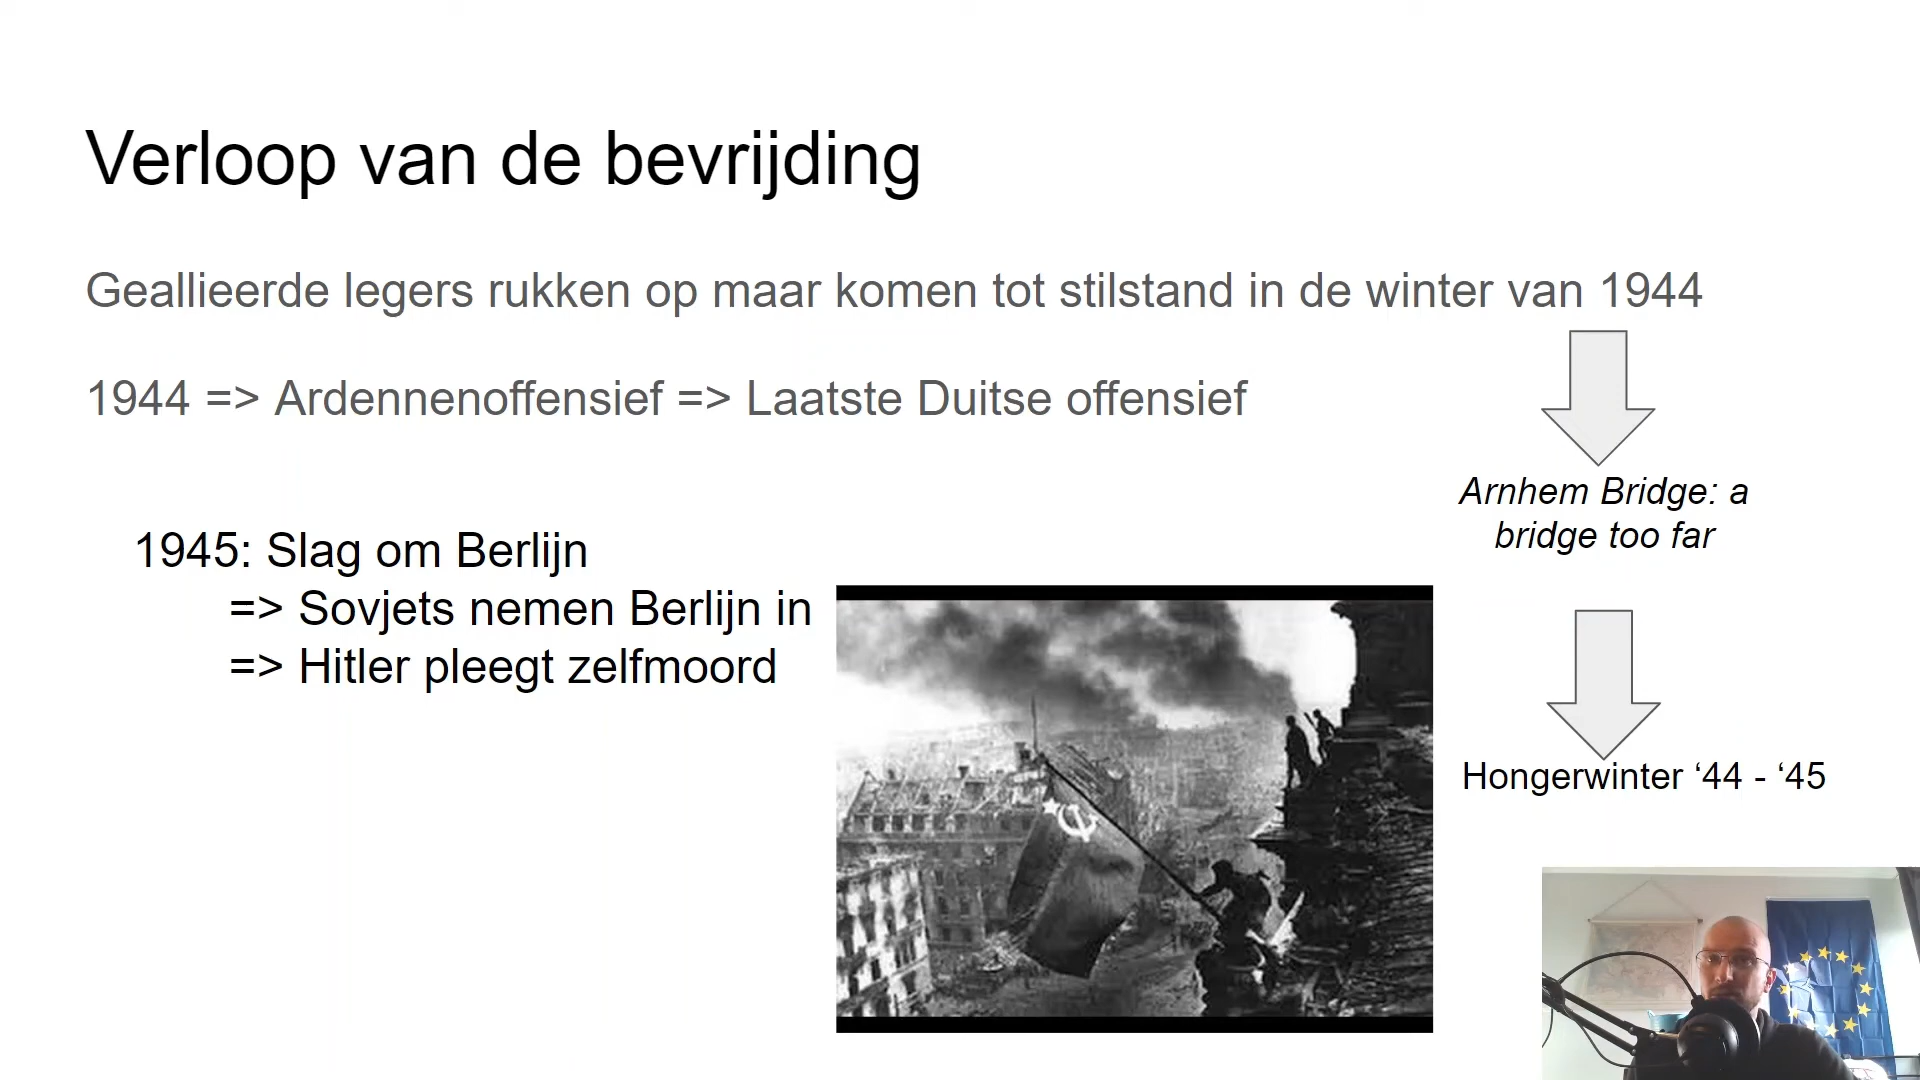 Verloop van de bevrijding
Geallieerde legers rukken op maar komen tot stilstand in de winter van 1944
1944 => Ardennenoffensief => Laatste Duitse offensief
Arnhem Bridge: a
bridge too far
1945: Slag om Berlijn
=> Sovjets nemen Berlijn in
=> Hitler pleegt zelfmoord
Hongerwinter ‘44 - ‘45